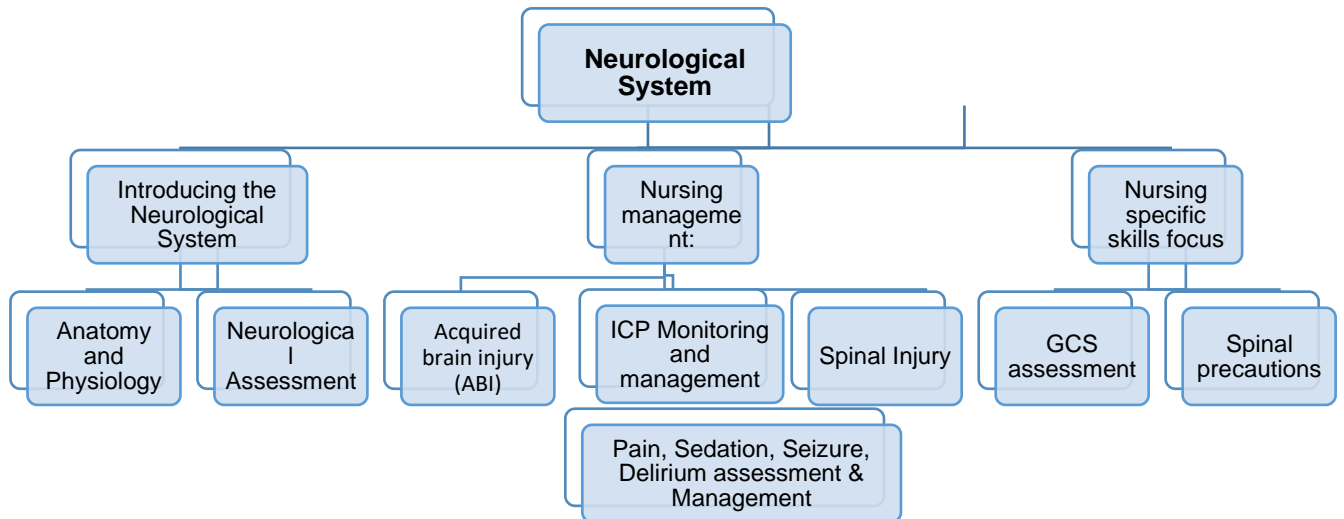 Neurological
System
Introducing the
Neurological
System
Nursing
manageme
nt:
Nursing
specific
skills focus
Anatomy
and
Physiology
Neurologica
l
Assessment
Acquired
brain injury
(ABI)
ICP Monitoring
and
management
Spinal Injury
GCS
assessment
Spinal
precautions
Pain, Sedation, Seizure,
Delirium assessment &
Management